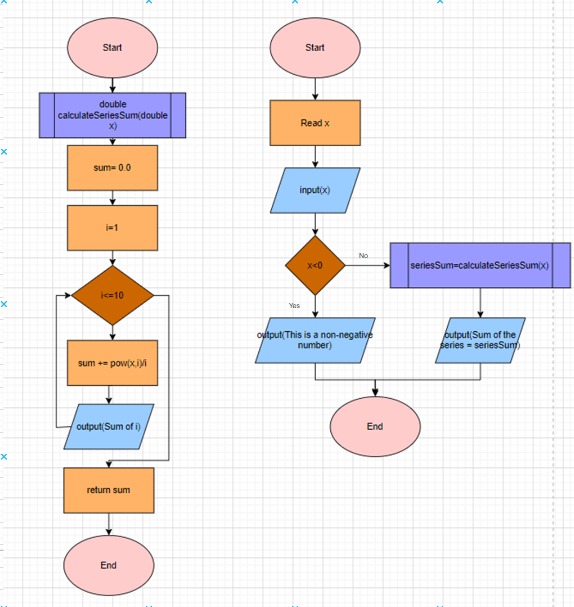 Start
double
calculateSeriesSum(double
x)
sum= 0.0
i=1
i<=10
sum += pow(x,i)/i
output(Sum of i)
return sum
End
Start
Read x
input(x)
x<0
No
Yes
seriesSum=calculateSeriesSum(x)
output(This is a non-negative
number)
output(Sum of the
series = seriesSum)
End